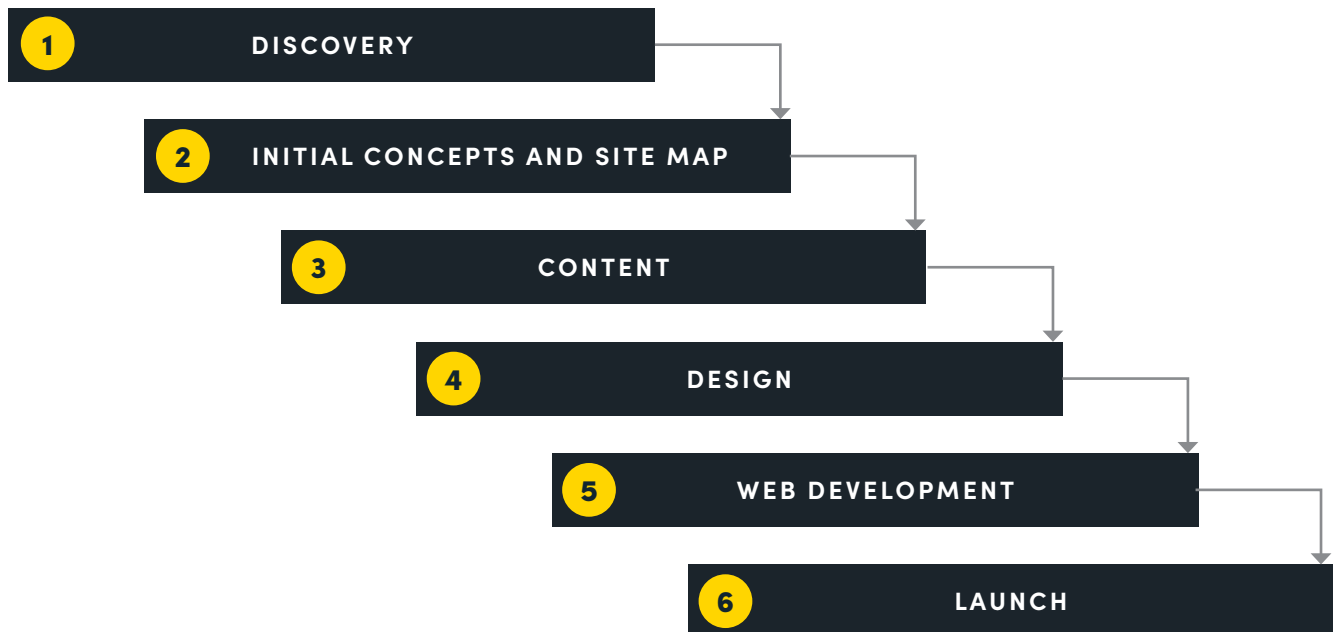 1 DISCOVERY
2 INITIAL CONCEPTS AND SITE MAP
3 CONTENT
4 DESIGN
5 WEB DEVELOPMENT
6 LAUNCH